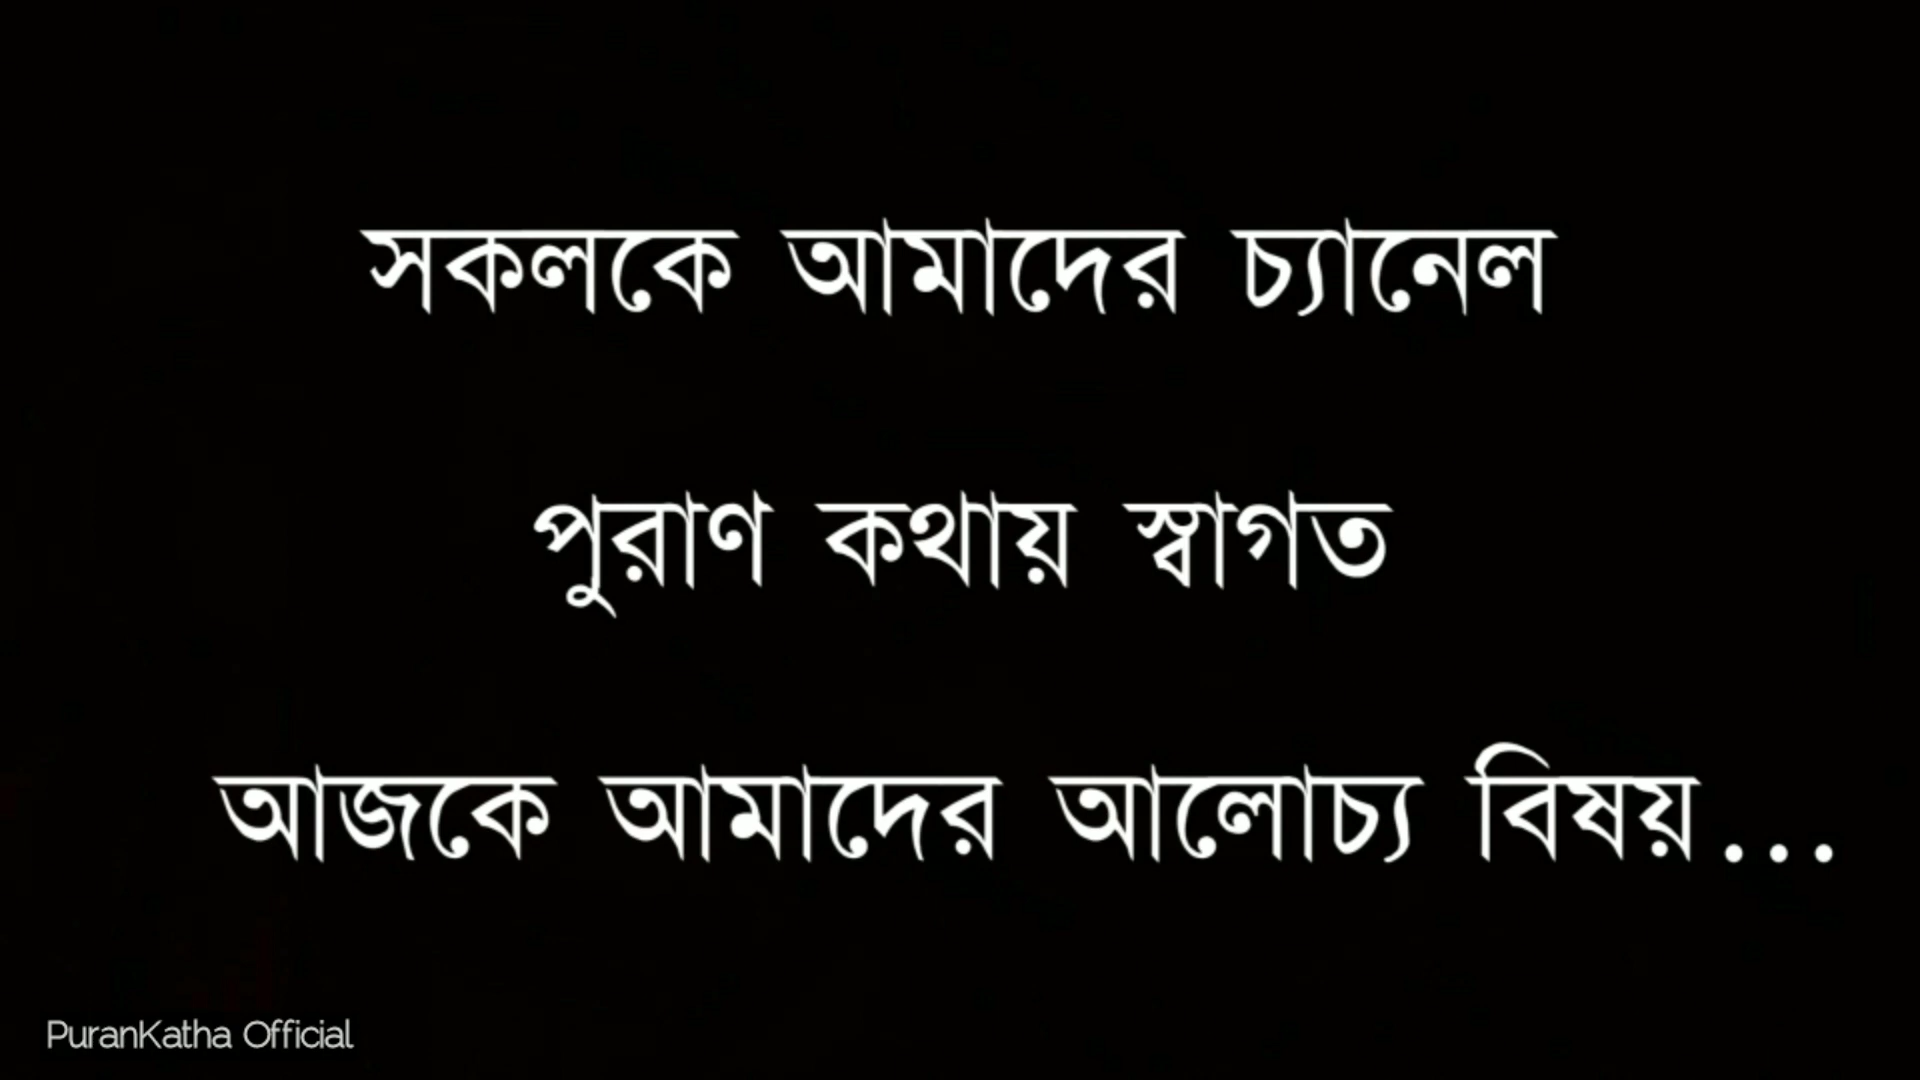 সকলকে আমাদের চ্যানেল
পুরাণ কথায় স্বাগত
আজকে আমাদের আলোচ্য বিষয়...
PuranKatha Official